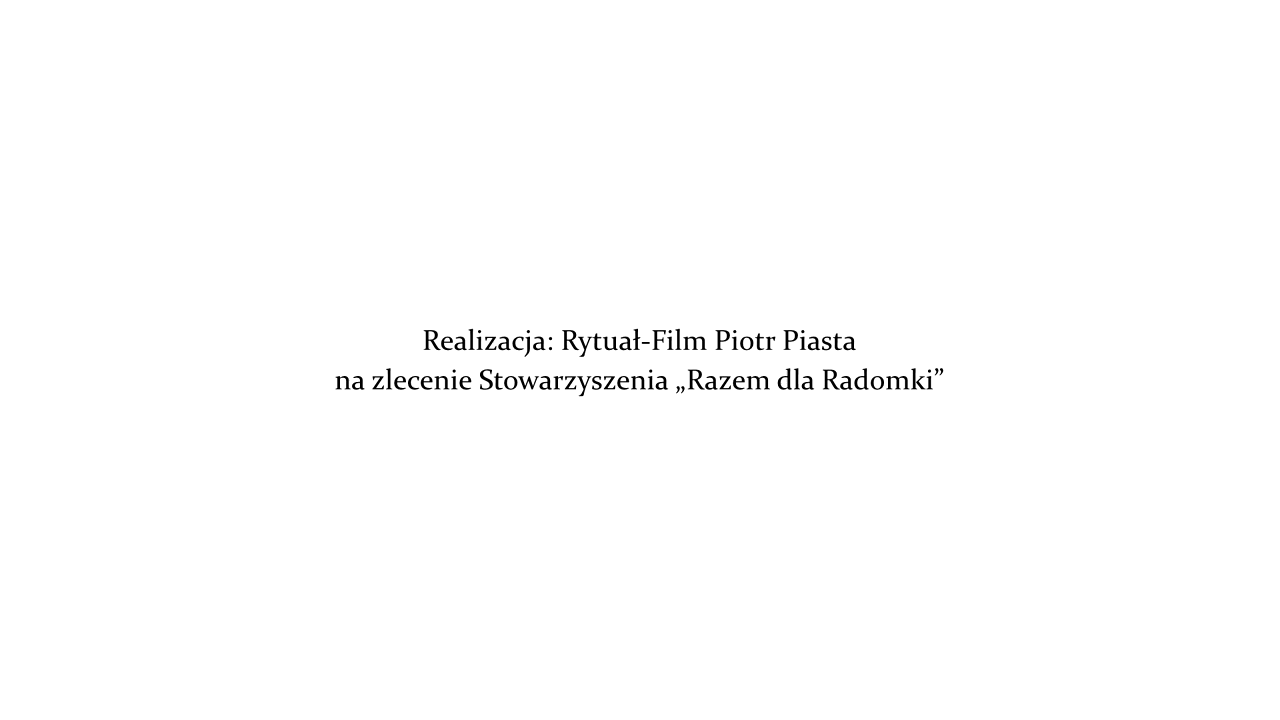 Realizacja: Rytuał-Film Piotr Piasta
na zlecenie Stowarzyszenia „Razem dla Radomki”